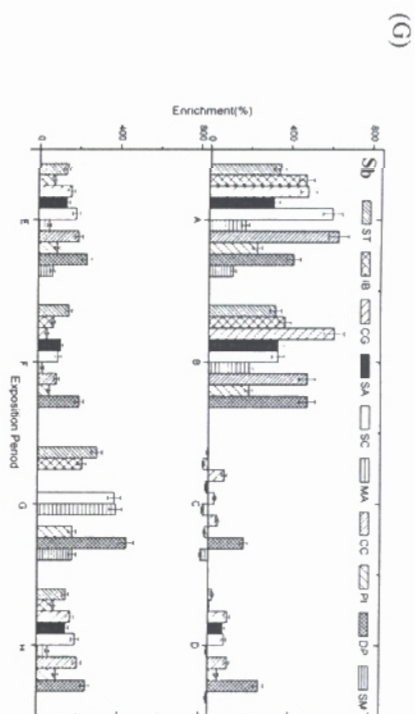 (G)
Sb
ST IB CG SA SC MA CC PI DP SM
Enrichment(%)
800
400
0
A B C D
800
400
0
E F G H
Exposition Period